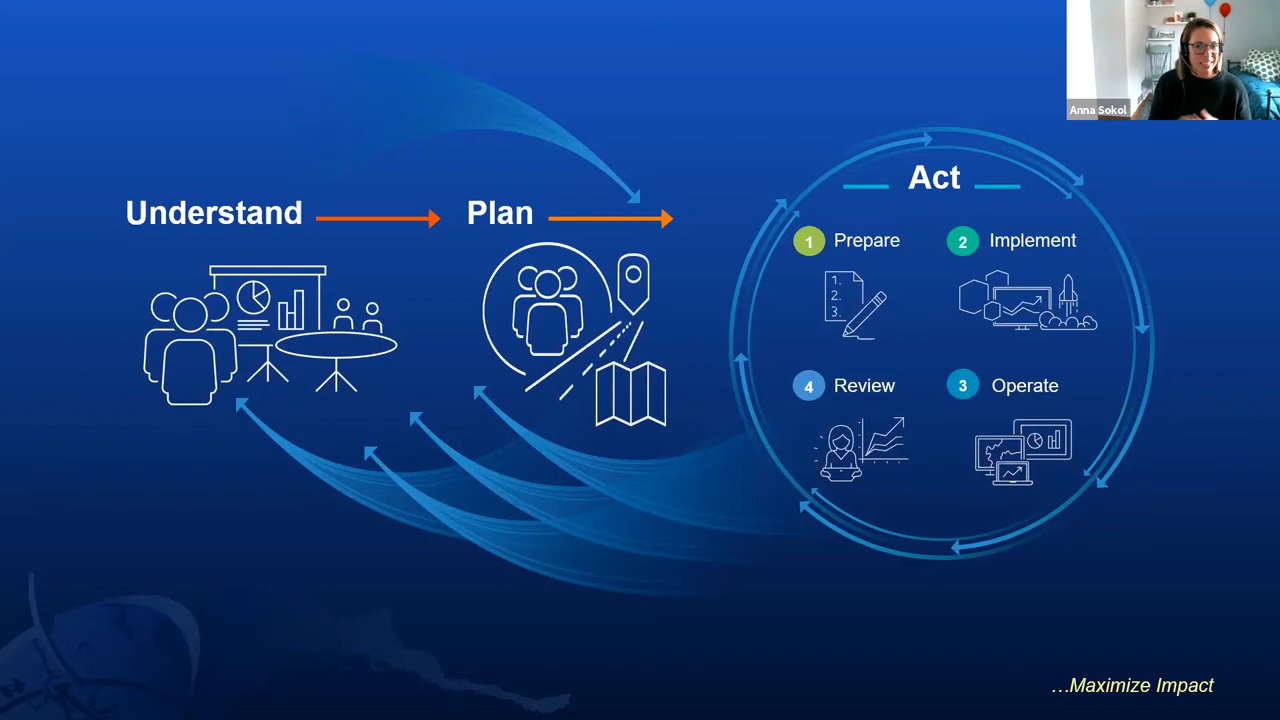 Anna Sokol
Understand
Plan
Act
1 Prepare
2 Implement
1.
2.
3.
4 Review
3 Operate
...Maximize Impact